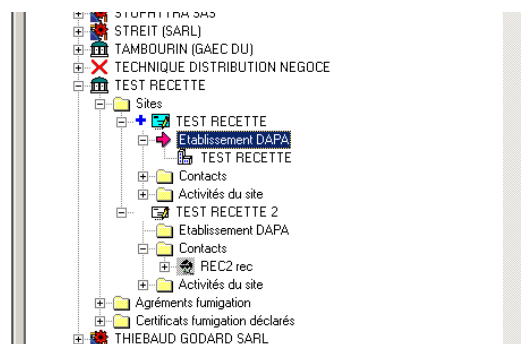 STREIT (SARL)
TAMBOURIN (GAEC DU)
TECHNIQUE DISTRIBUTION NEGOCE
TEST RECETTE
Sites
TEST RECETTE
Etablissement DAPA
TEST RECETTE
Contacts
Activités du site
TEST RECETTE 2
Etablissement DAPA
Contacts
REC2 rec
Activités du site
Agréments fumigation
Certificats fumigation déclarés
THIEBAUD GODARD SARL